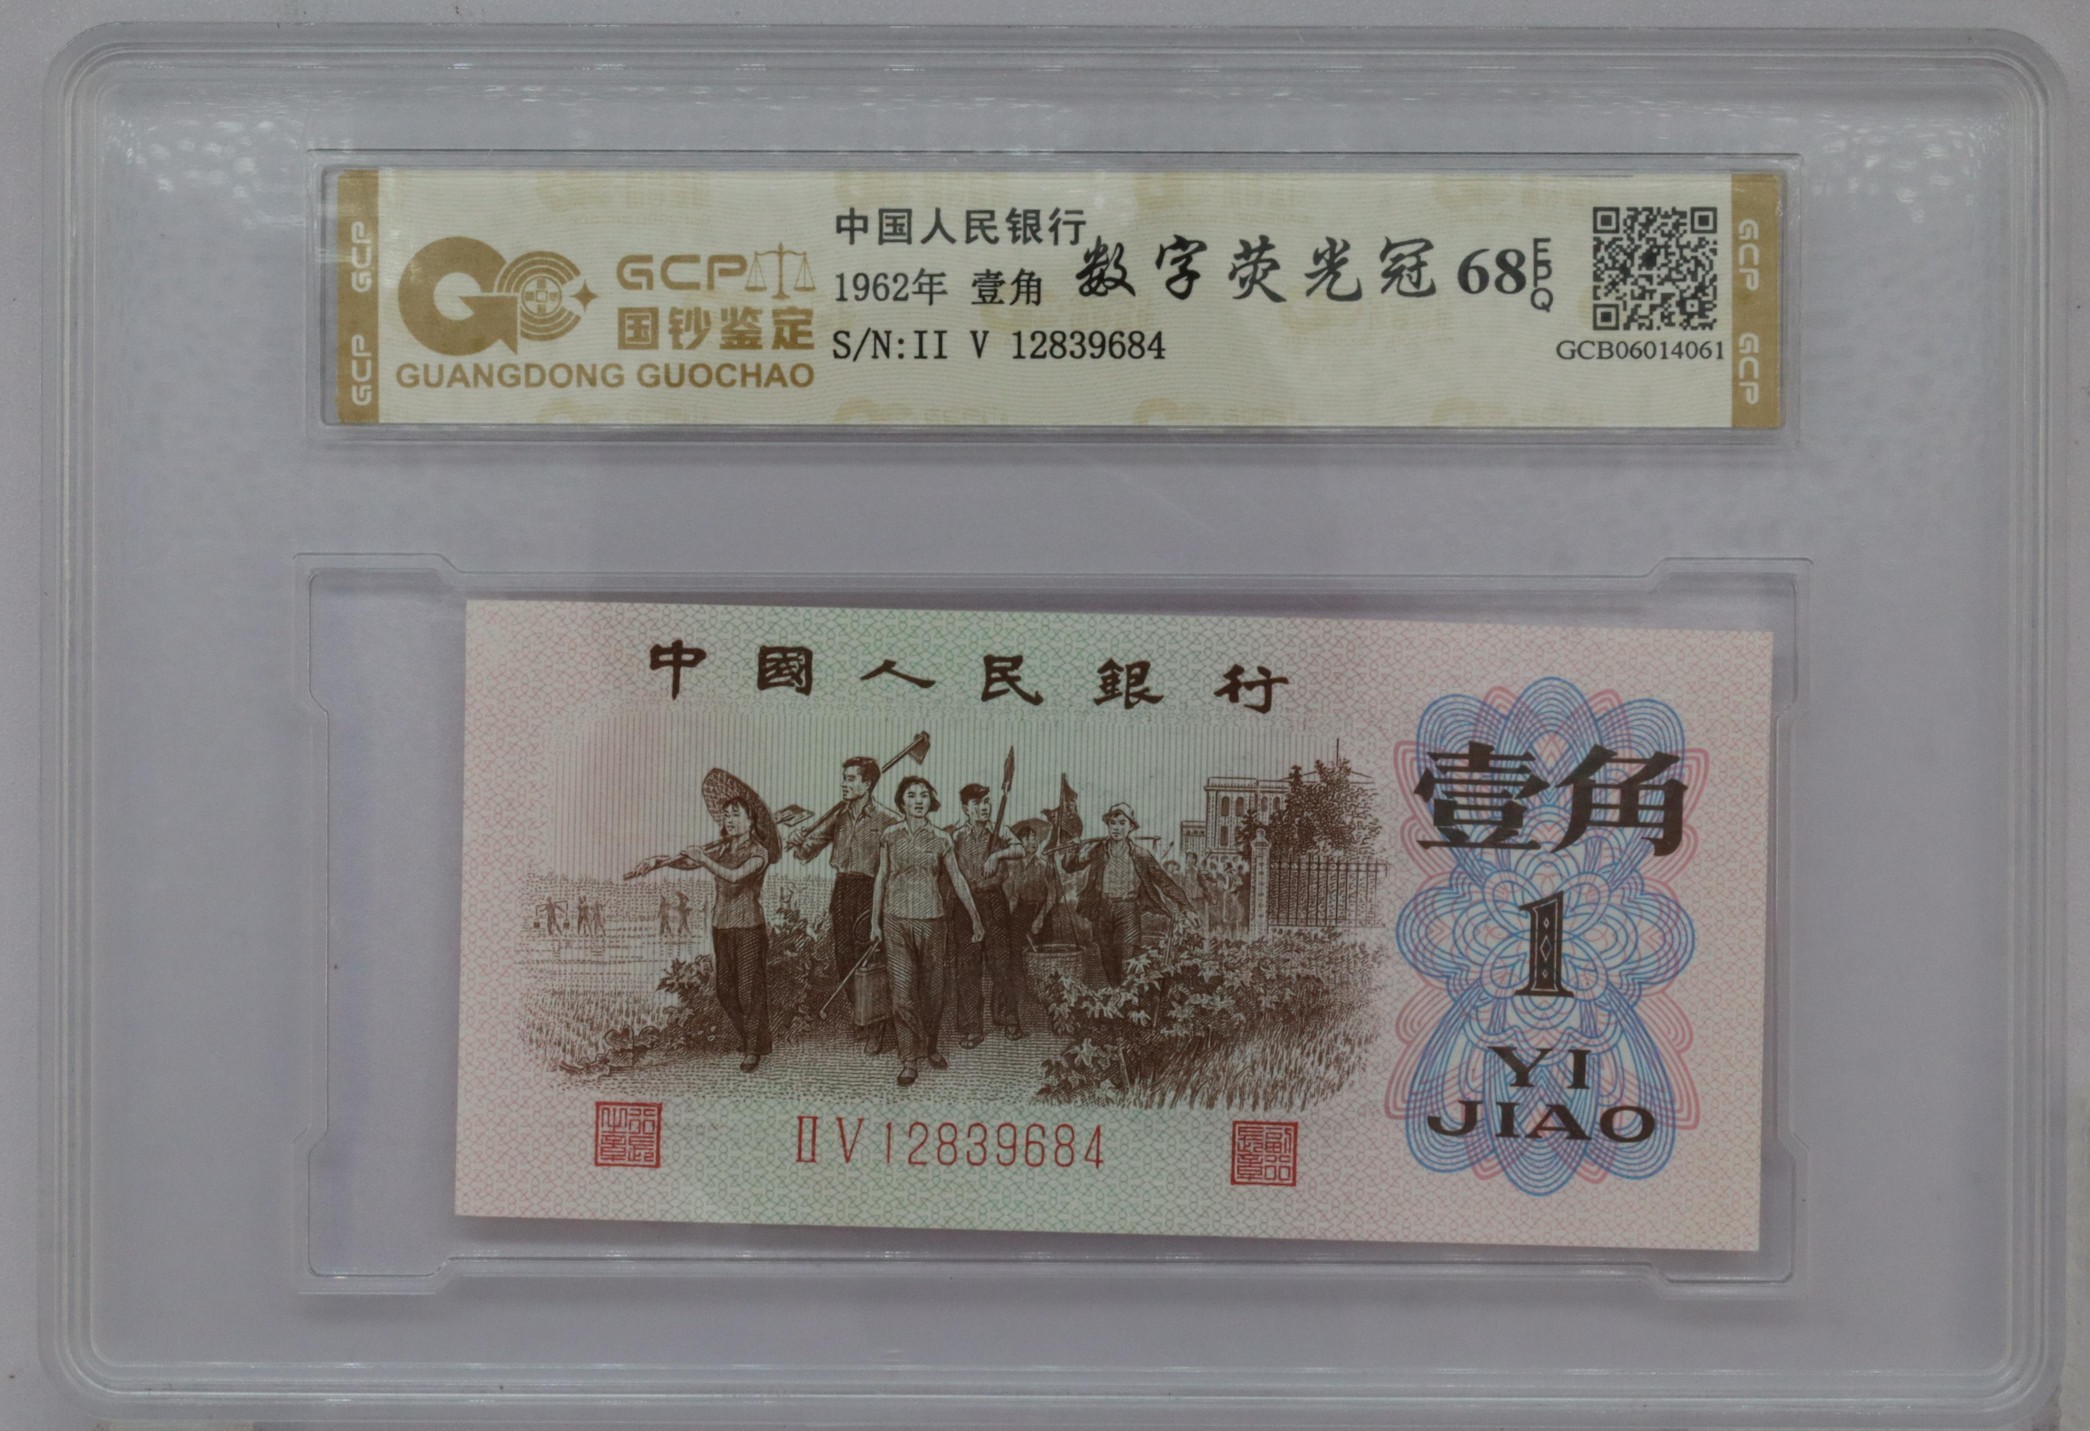 GCP
GCP
GCP
国钞鉴定
GUANGDONG GUOCHAO
中国人民银行
1962年 壹角
S/N:II V 12839684
数字荧光冠 68 EPQ
GCB06014061
GCP
GCP
中國人民銀行
壹角
1
YI
JIAO
II V 12839684